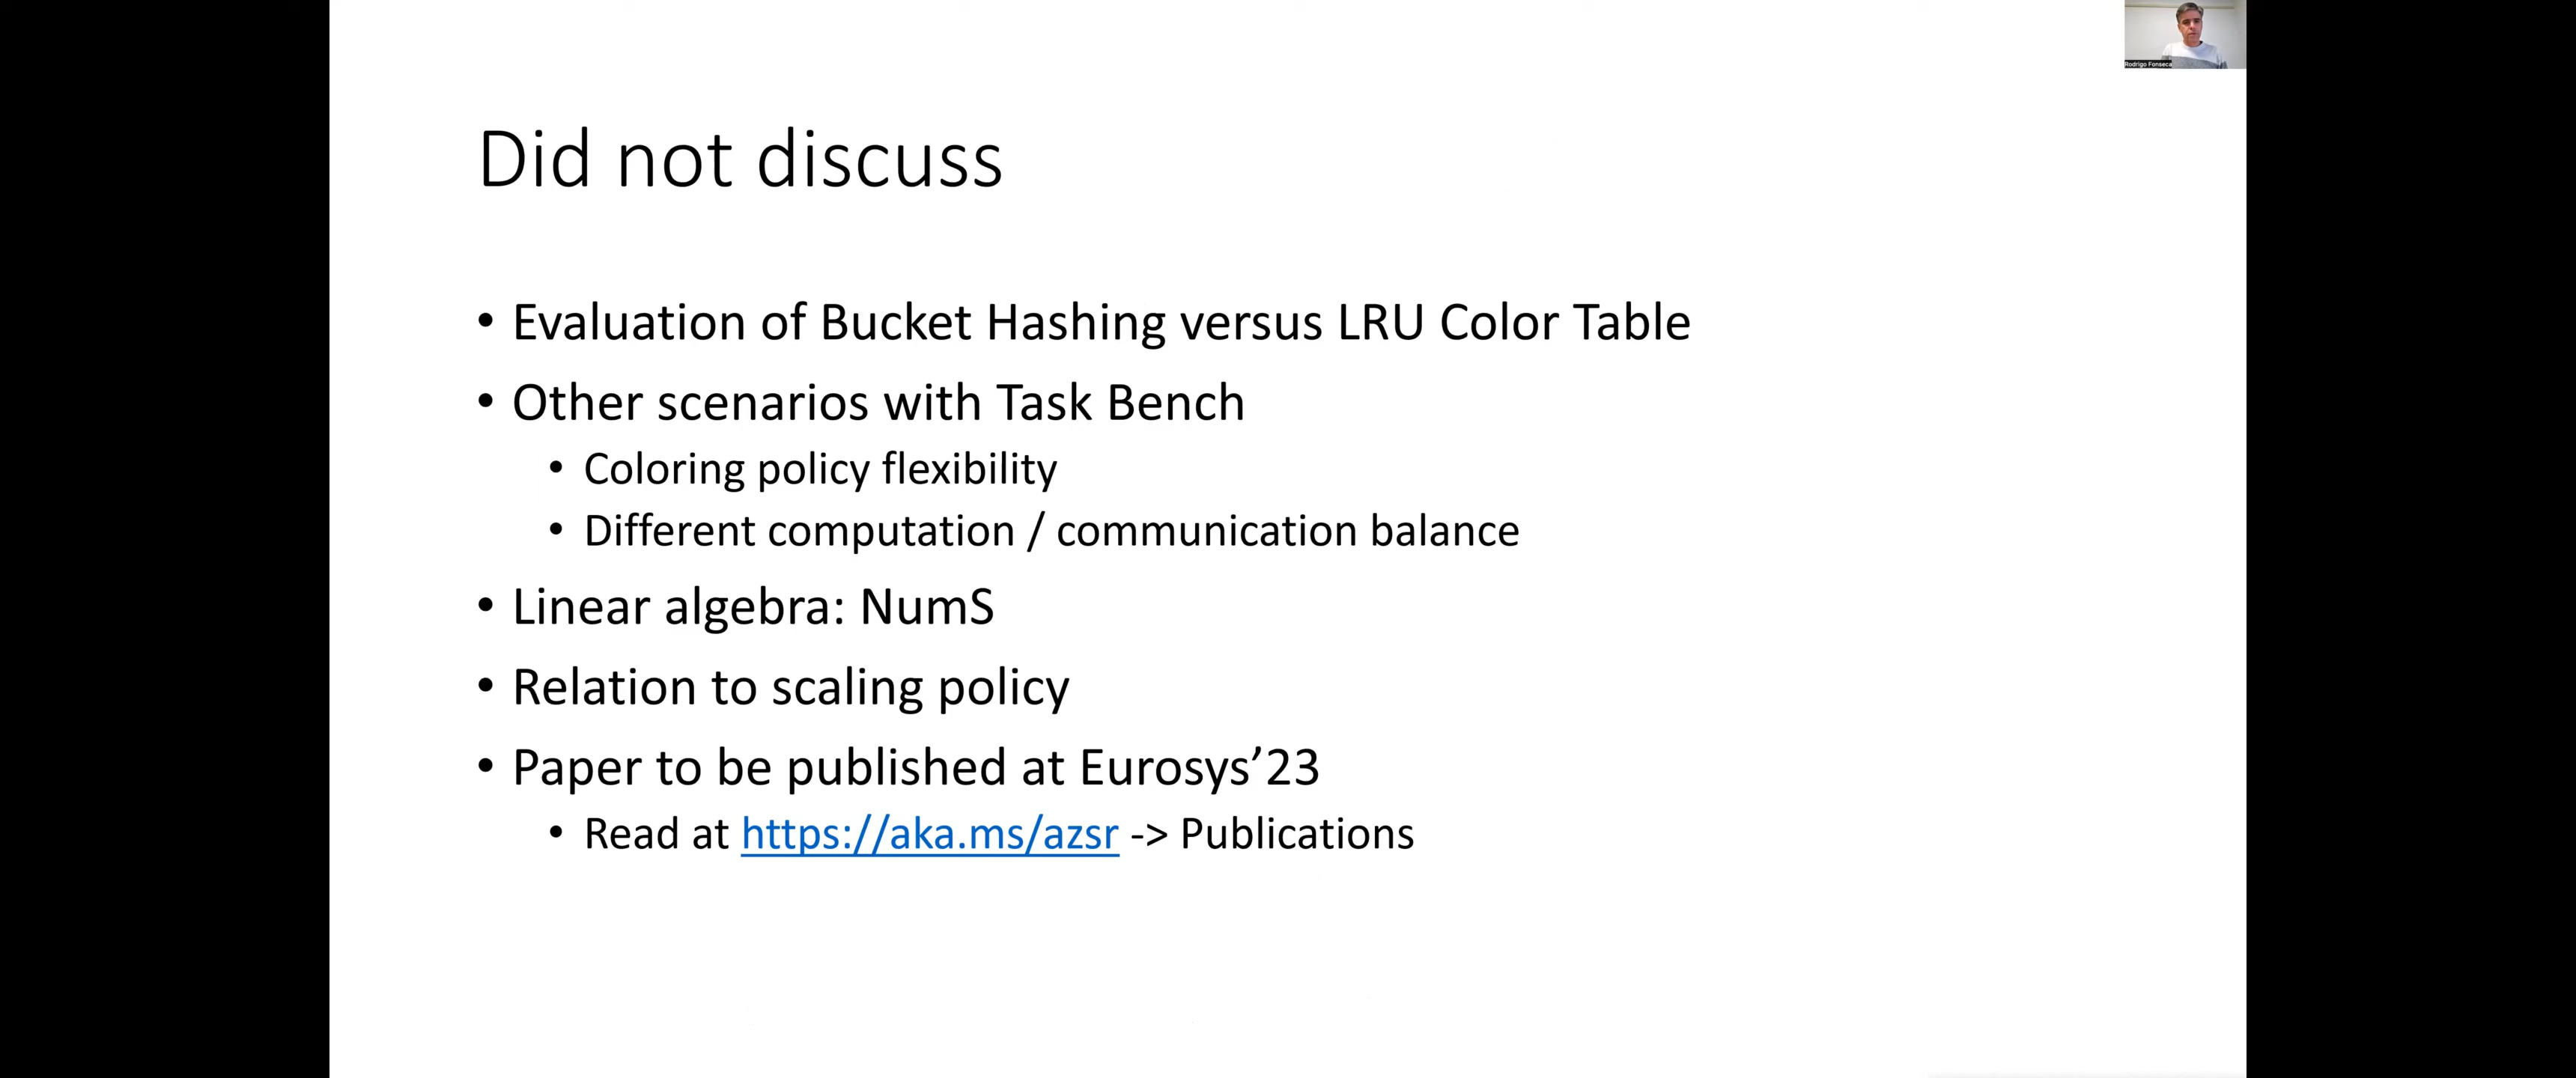 Rodrigo Fonseca
Did not discuss
• Evaluation of Bucket Hashing versus LRU Color Table
• Other scenarios with Task Bench
• Coloring policy flexibility
• Different computation / communication balance
• Linear algebra: NumS
• Relation to scaling policy
• Paper to be published at Eurosys’23
• Read at https://aka.ms/azsr -> Publications